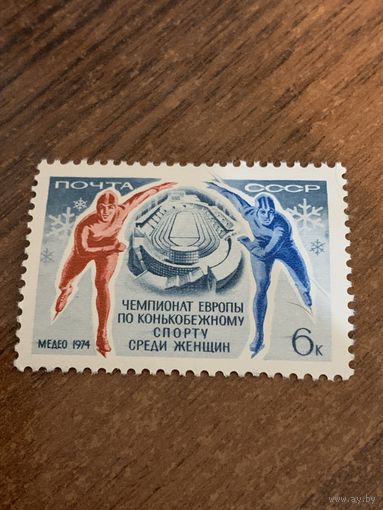 ПОЧТА СССР
ЧЕМПИОНАТ ЕВРОПЫ
ПО КОНЬКОБЕЖНОМУ
СПОРТУ
СРЕДИ ЖЕНЩИН
МЕДЕО 1974
6к
www.ay.by